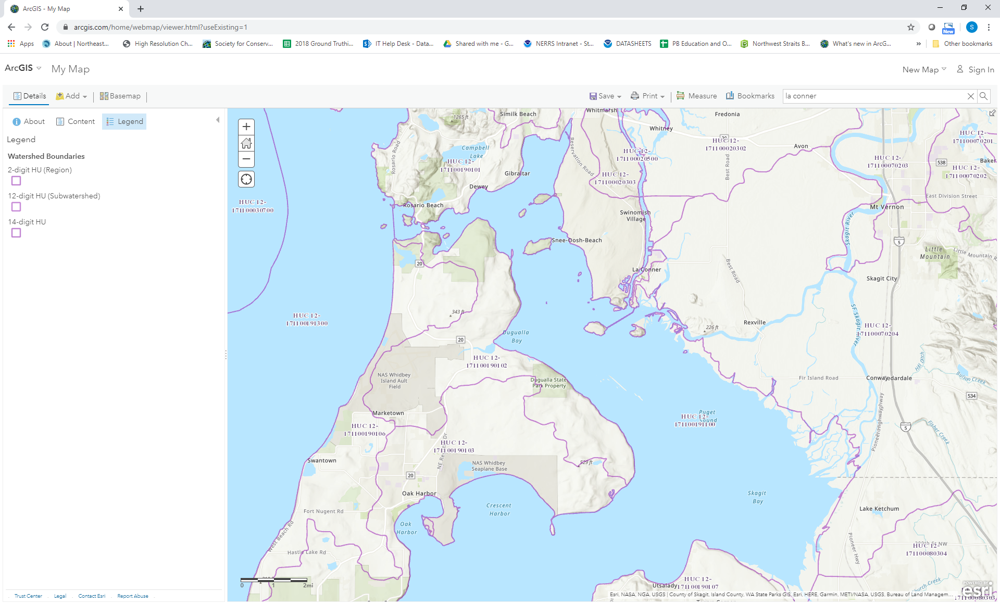 ArcGIS - My Map
arcgis.com/home/webmap/viewer.html?useExisting=1
New
S
Apps
About | Northeast...
High Resolution Ch...
Society for Conserv...
2018 Ground Truthi...
IT Help Desk - Data...
Shared with me - G...
NERRS Intranet - St...
DATASHEETS
PB Education and O...
Northwest Straits B...
What's new in ArcG...
»
Other bookmarks
ArcGIS
My Map
New Map
Sign In
Details
Add
Basemap
Save
Print
Measure
Bookmarks
la conner
About
Content
Legend
Legend
Watershed Boundaries
2-digit HU (Region)
12-digit HU (Subwatershed)
14-digit HU
Trust Center
Legal
Contact Esri
Report Abuse
1265 ft
Similk Beach
Whitmarsh
Fredonia
Whitney
HUC 12-
171100070201
Campbell
Lake
Rosario Road
Reservation Road
20
HUC 12-
171100020302
Avon
HUC 12-
171100020500
HUC 12-
171100190101
Gibraltar
Best Road
HUC 12-
171100070203
538
Baker
HUC 12-
171100070202
HUC 12-
171100020303
Dewey
East Division Street
HUC 12-
171100030700
Rosario Beach
Swinomish
Village
Mt Vernon
Skagit River
Snee-Oosh-Beach
5
Little
Mountain
Little Mountain R
20
La Conner
Best Road
Skagit City
343 ft
HUC 12-
171100191300
SF Skagit River
Rexville
226 ft
HUC 12-
171100070204
Dugualla
Bay
20
HUC 12-
171100190102
Hill Ditch
NAS Whidbey
Island Ault
Field
Dugualla State
Park Property
Fir Island Road
Conway
edardale
Bulson Creek
534
Marketown
Puget
Sound
HUC 12-
171100191100
Pioneer Highway
5
Fisher Creek
HUC 12-
171100190106
HUC 12-
171100190103
Swantown
529 ft
NAS Whidbey
Seaplane Base
20
Oak Harbor
Skagit
Bay
Crescent
Harbor
Lake Ketchum
Fort Nugent Rd
Oak
Harbor
West Beach Rd
Hastie Lake Rd
Pioneer Hwy
HUC 12-
171100080304
HUC 12-
171100190107
Utsalady
0 1 2mi
Esri, NASA, NGA, USGS | County of Skagit, Island County, WA State Parks GIS, Esri, HERE, Garmin, METI/NASA, USGS, Bureau of Land Managem...
POWERED BY
esri
171100080303